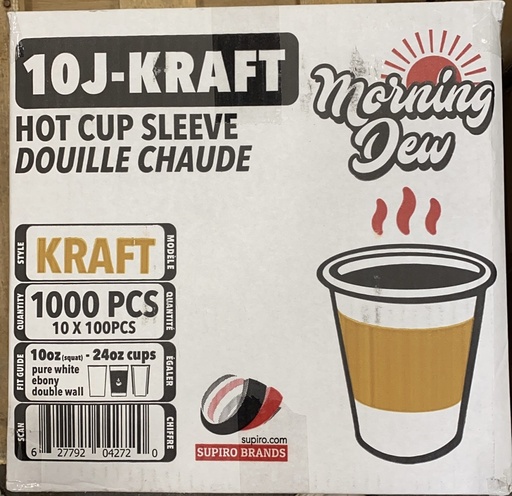 10J-KRAFT
HOT CUP SLEEVE
DOUILLE CHAUDE
Morning
Dew
STYLE
KRAFT
MODÈLE
QUANTITY
1000 PCS
10 X 100PCS
QUANTITÉ
FIT GUIDE
10oz (squat) - 24oz cups
pure white
ebony
double wall
ÉGALER
SCAN
6 27792 04272 0
CHIFFRE
supiro.com
SUPIRO BRANDS